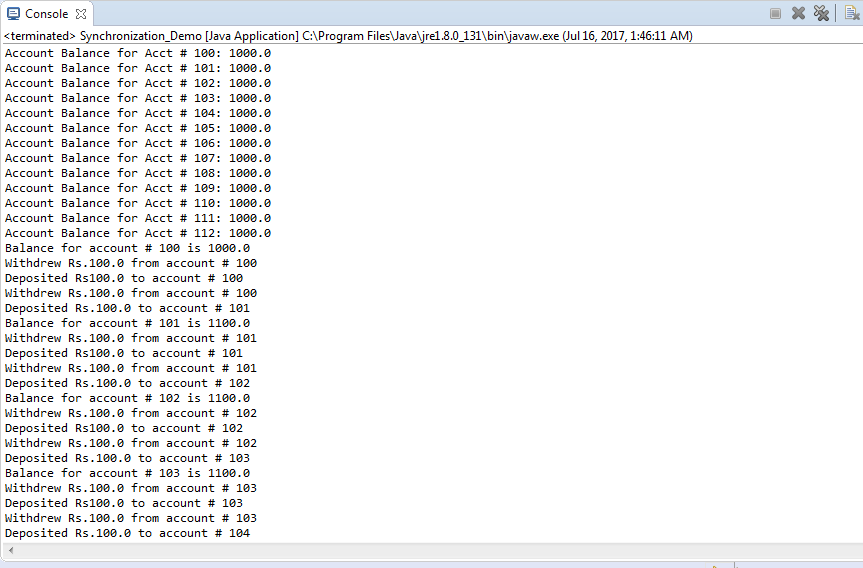 Console
<terminated> Synchronization_Demo [Java Application] C:\Program Files\Java\jre1.8.0_131\bin\javaw.exe (Jul 16, 2017, 1:46:11 AM)
Account Balance for Acct # 100: 1000.0
Account Balance for Acct # 101: 1000.0
Account Balance for Acct # 102: 1000.0
Account Balance for Acct # 103: 1000.0
Account Balance for Acct # 104: 1000.0
Account Balance for Acct # 105: 1000.0
Account Balance for Acct # 106: 1000.0
Account Balance for Acct # 107: 1000.0
Account Balance for Acct # 108: 1000.0
Account Balance for Acct # 109: 1000.0
Account Balance for Acct # 110: 1000.0
Account Balance for Acct # 111: 1000.0
Account Balance for Acct # 112: 1000.0
Balance for account # 100 is 1000.0
Withdrew Rs.100.0 from account # 100
Deposited Rs100.0 to account # 100
Withdrew Rs.100.0 from account # 100
Deposited Rs.100.0 to account # 101
Balance for account # 101 is 1100.0
Withdrew Rs.100.0 from account # 101
Deposited Rs100.0 to account # 101
Withdrew Rs.100.0 from account # 101
Deposited Rs.100.0 to account # 102
Balance for account # 102 is 1100.0
Withdrew Rs.100.0 from account # 102
Deposited Rs100.0 to account # 102
Withdrew Rs.100.0 from account # 102
Deposited Rs.100.0 to account # 103
Balance for account # 103 is 1100.0
Withdrew Rs.100.0 from account # 103
Deposited Rs100.0 to account # 103
Withdrew Rs.100.0 from account # 103
Deposited Rs.100.0 to account # 104